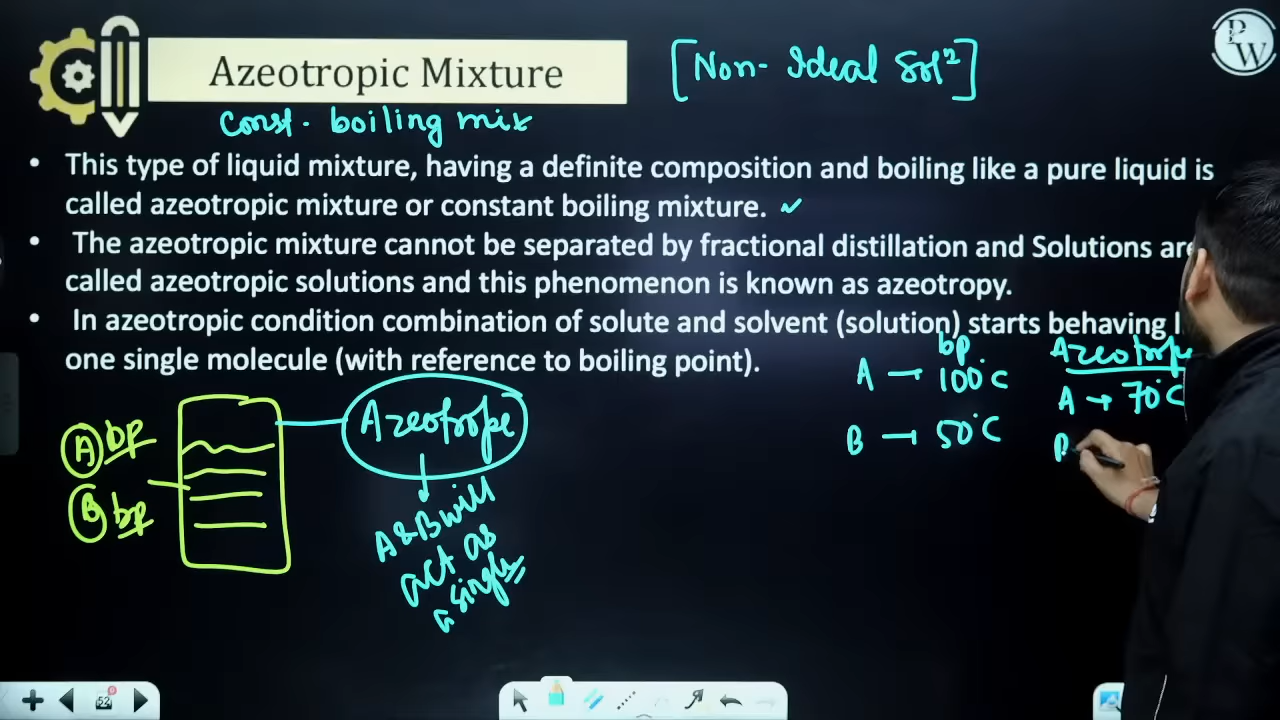 Azeotropic Mixture
[Non-Ideal Solⁿ]
PW
Const. boiling mix
• This type of liquid mixture, having a definite composition and boiling like a pure liquid is
called azeotropic mixture or constant boiling mixture.
• The azeotropic mixture cannot be separated by fractional distillation and Solutions are
called azeotropic solutions and this phenomenon is known as azeotropy.
• In azeotropic condition combination of solute and solvent (solution) starts behaving
one single molecule (with reference to boiling point).
bp
A → 100°C
B → 50°C
Azeotrope
A → 70°C
B
A bp
B bp
Azeotrope
A & B will
act as
a single
52